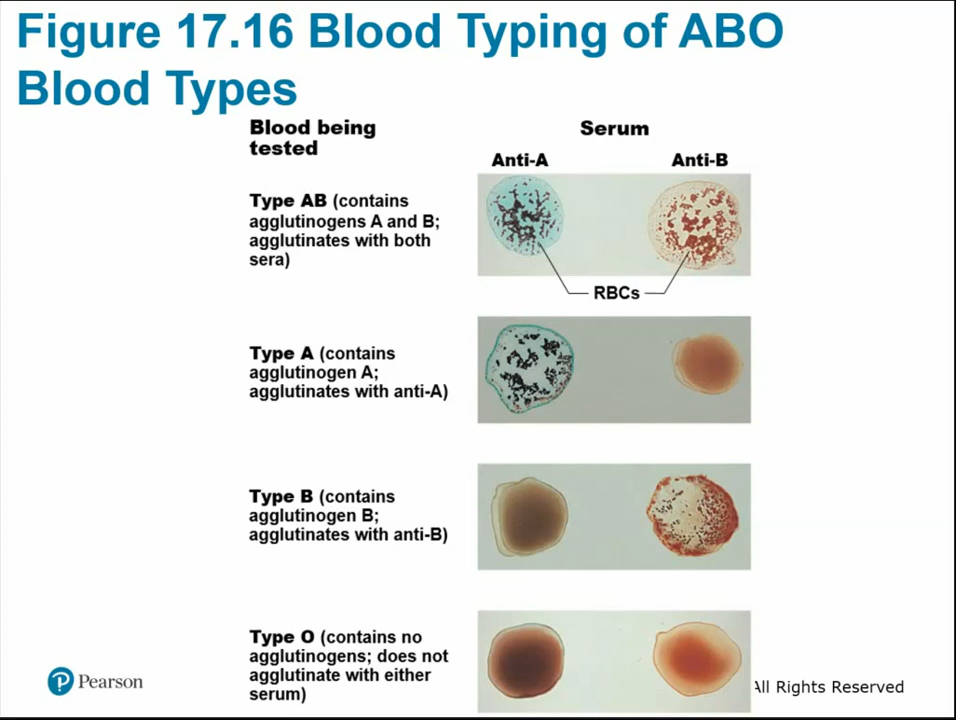 Figure 17.16 Blood Typing of ABO
Blood Types
Blood being
tested
Serum
Anti-A
Anti-B
Type AB (contains
agglutinogens A and B;
agglutinates with both
sera)
RBCs
Type A (contains
agglutinogen A;
agglutinates with anti-A)
Type B (contains
agglutinogen B;
agglutinates with anti-B)
Type O (contains no
agglutinogens; does not
agglutinate with either
serum)
Pearson
All Rights Reserved